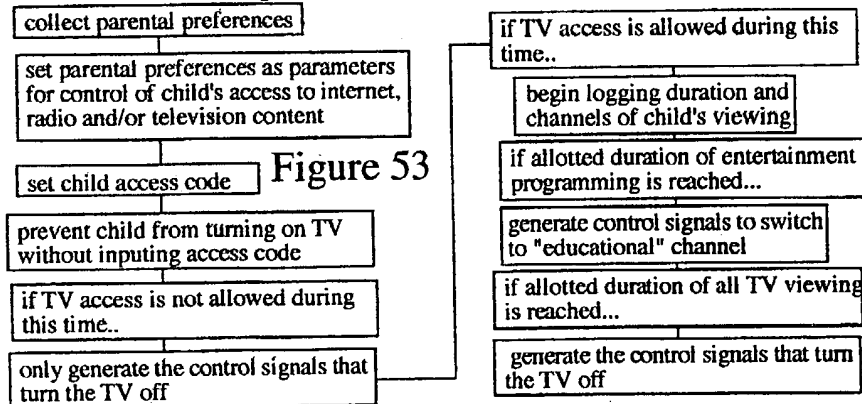 collect parental preferences
set parental preferences as parameters
for control of child's access to internet,
radio and/or television content
set child access code
Figure 53
prevent child from turning on TV
without inputing access code
if TV access is not allowed during
this time..
only generate the control signals that
turn the TV off
if TV access is allowed during this
time..
begin logging duration and
channels of child's viewing
if allotted duration of entertainment
programming is reached...
generate control signals to switch
to "educational" channel
if allotted duration of all TV viewing
is reached...
generate the control signals that turn
the TV off